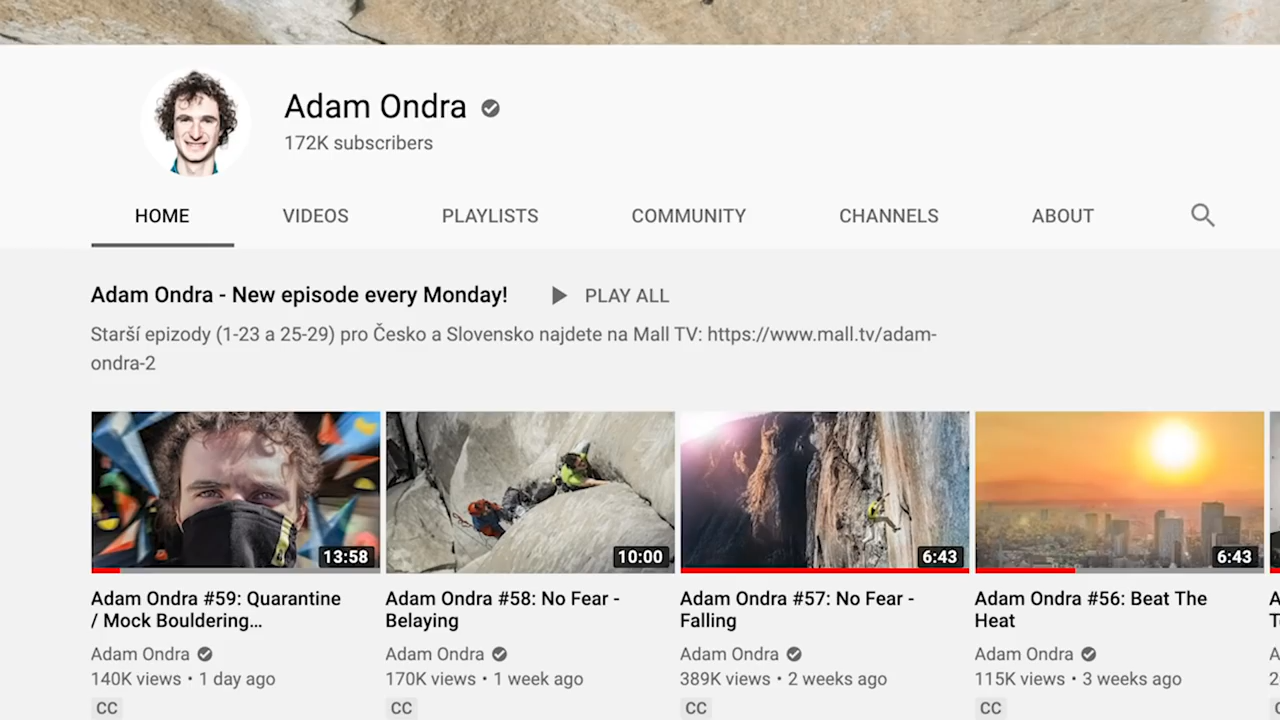 Adam Ondra
172K subscribers
HOME VIDEOS PLAYLISTS COMMUNITY CHANNELS ABOUT
Adam Ondra - New episode every Monday! PLAY ALL
Starší epizody (1-23 a 25-29) pro Česko a Slovensko najdete na Mall TV: https://www.mall.tv/adam-
ondra-2
13:58 10:00 6:43 6:43
Adam Ondra #59: Quarantine
/ Mock Bouldering…
Adam Ondra
140K views • 1 day ago
CC
Adam Ondra #58: No Fear -
Belaying
Adam Ondra
170K views • 1 week ago
CC
Adam Ondra #57: No Fear -
Falling
Adam Ondra
389K views • 2 weeks ago
CC
Adam Ondra #56: Beat The
Heat
Adam Ondra
115K views • 3 weeks ago
CC